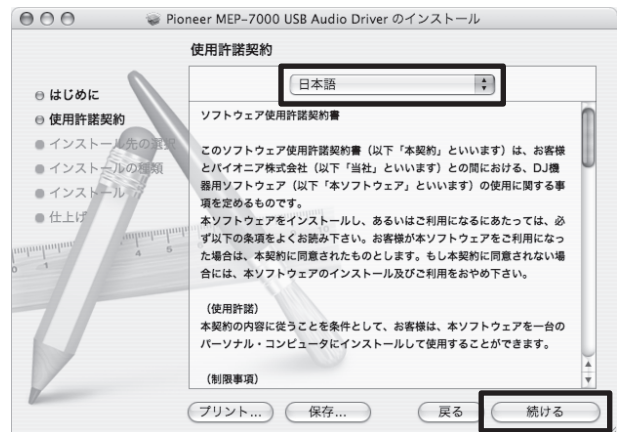 Pioneer MEP-7000 USB Audio Driver のインストール
使用許諾契約
日本語
はじめに
使用許諾契約
インストール先の選択
インストールの種類
インストール
仕上げ
ソフトウェア使用許諾契約書
このソフトウェア使用許諾契約書（以下「本契約」といいます）は、お客様
とパイオニア株式会社（以下「当社」といいます）との間における、DJ機
器用ソフトウェア（以下「本ソフトウェア」といいます）の使用に関する事
項を定めるものです。
本ソフトウェアをインストールし、あるいはご利用になるにあたっては、必
ず以下の条項をよくお読み下さい。お客様が本ソフトウェアをご利用になっ
た場合は、本契約に同意されたものとします。もし本契約に同意されない場
合には、本ソフトウェアのインストール及びご利用をおやめ下さい。
（使用許諾）
本契約の内容に従うことを条件として、お客様は、本ソフトウェアを一台の
パーソナル・コンピュータにインストールして使用することができます。
（制限事項）
プリント...
保存...
戻る
続ける